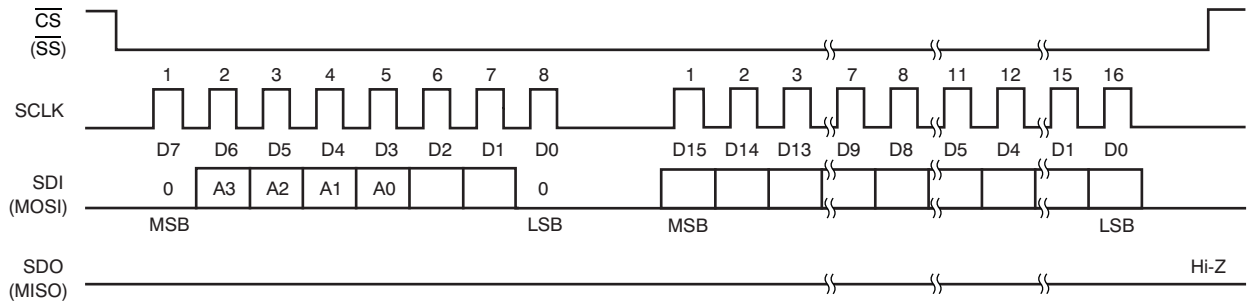 CS
(SS)
1 2 3 4 5 6 7 8 1 2 3 7 8 11 12 15 16
SCLK
D7 D6 D5 D4 D3 D2 D1 D0 D15 D14 D13 D9 D8 D5 D4 D1 D0
SDI
(MOSI)
0 A3 A2 A1 A0 0
MSB LSB MSB LSB
SDO
(MISO)
Hi-Z